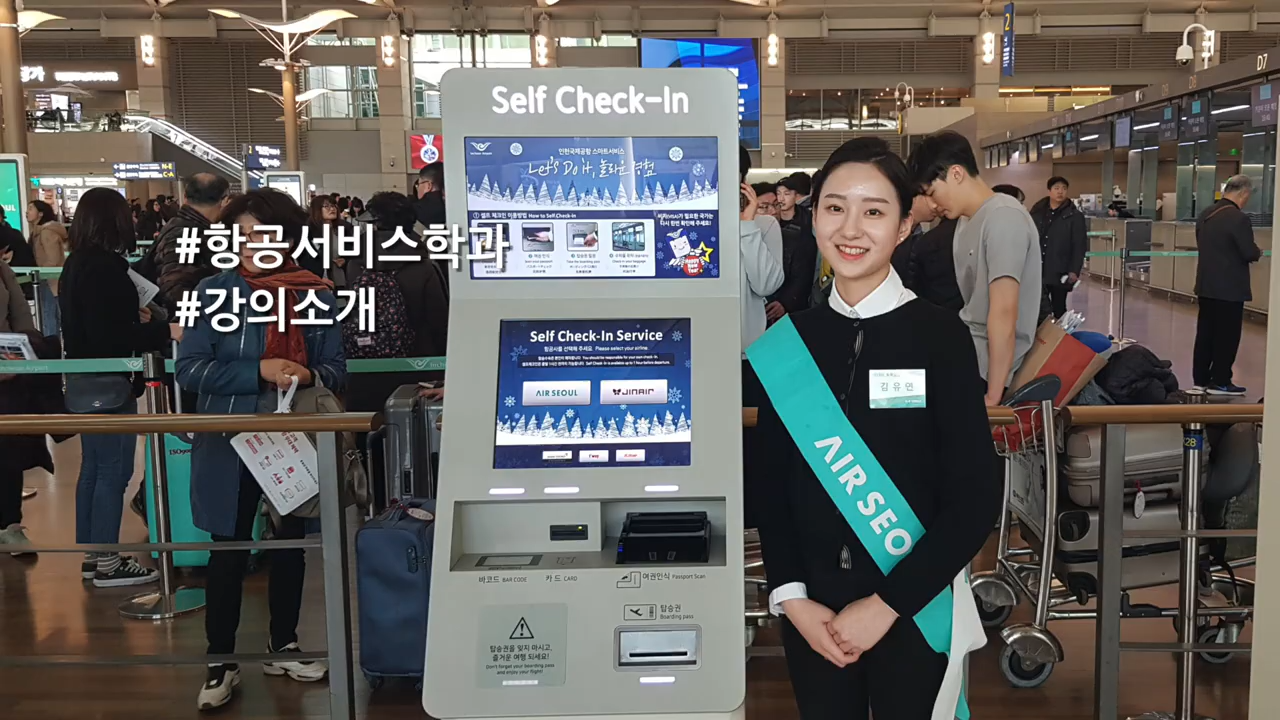 #항공서비스학과
#강의소개
Self Check-In
인천국제공항 스마트서비스
Let's Do it, 놀라운 경험
① 셀프 체크인 이용방법 How to Self Check-In
Self Check-In Service
항공사를 선택해 주세요 Please select your airline
AIR SEOUL
JINAIR
바코드 BAR CODE
카 드 CARD
여권인식 Passport Scan
탑승권
Boarding pass
탑승권을 잊지 마시고,
즐거운 여행 되세요!
Don't forget your boarding pass
and enjoy your flight!
김유연
AIR SEO
D7